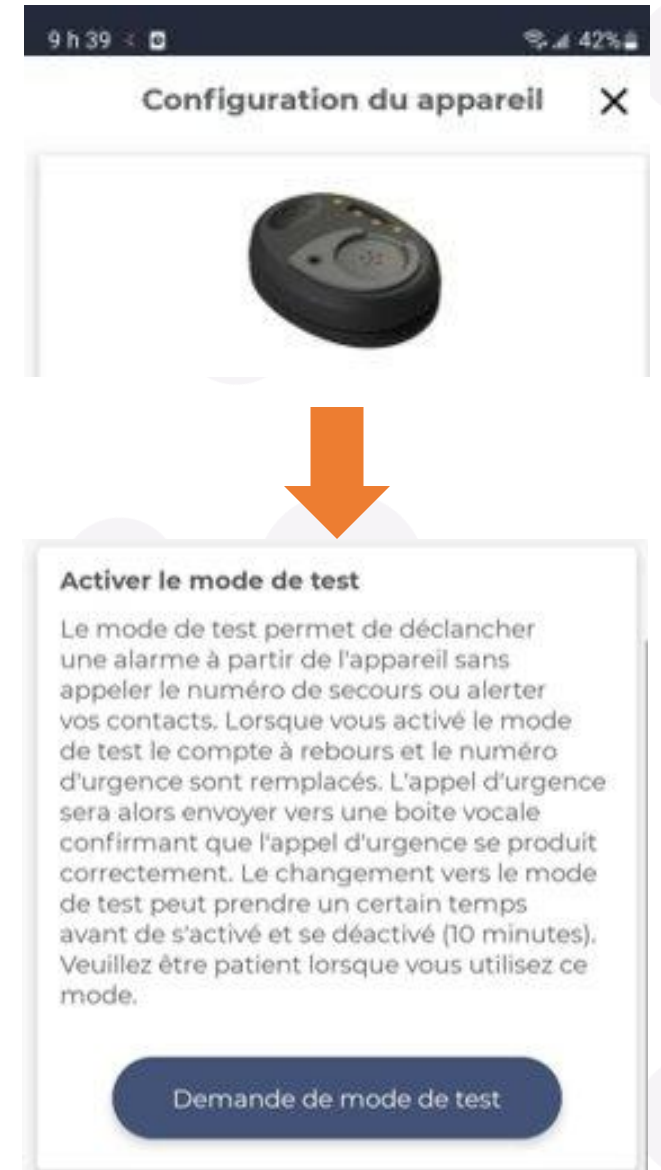 9 h 39
42%
Configuration du appareil
Activer le mode de test
Le mode de test permet de déclancher
une alarme à partir de l'appareil sans
appeler le numéro de secours ou alerter
vos contacts. Lorsque vous activé le mode
de test le compte à rebours et le numéro
d'urgence sont remplacés. L'appel d'urgence
sera alors envoyer vers une boite vocale
confirmant que l'appel d'urgence se produit
correctement. Le changement vers le mode
de test peut prendre un certain temps
avant de s'activé et se déactivé (10 minutes).
Veuillez être patient lorsque vous utilisez ce
mode.
Demande de mode de test